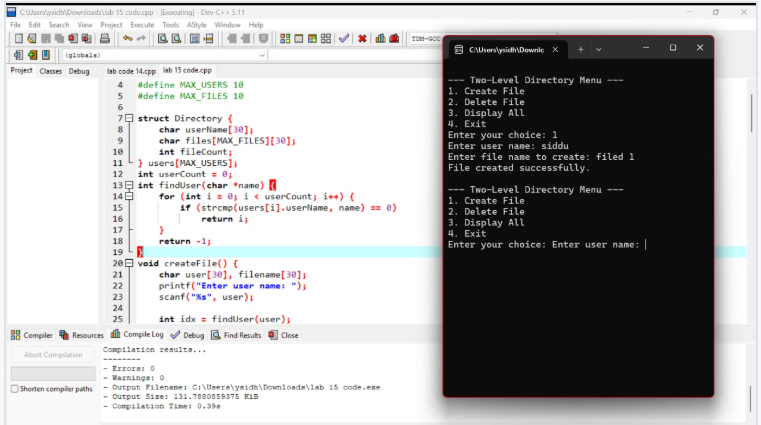 C:\Users\ysidh\Downloads\lab 15 code.cpp - [Executing] - Dev-C++ 5.11
File Edit Search View Project Execute Tools AStyle Window Help
TDM-GCC
(globals)
Project Classes Debug
lab code 14.cpp lab 15 code.cpp
4 #define MAX_USERS 10
5 #define MAX_FILES 10
6
7 struct Directory {
8 char userName[30];
9 char files[MAX_FILES][30];
10 int fileCount;
11 } users[MAX_USERS];
12 int userCount = 0;
13 int findUser(char *name) {
14 for (int i = 0; i < userCount; i++) {
15 if (strcmp(users[i].userName, name) == 0)
16 return i;
17 }
18 return -1;
19 }
20 void createFile() {
21 char user[30], filename[30];
22 printf("Enter user name: ");
23 scanf("%s", user);
24
25 int idx = findUser(user);
Compiler Resources Compile Log Debug Find Results Close
Abort Compilation
Shorten compiler paths
Compilation results...
--------
- Errors: 0
- Warnings: 0
- Output Filename: C:\Users\ysidh\Downloads\lab 15 code.exe
- Output Size: 131.7880859375 KiB
- Compilation Time: 0.39s
C:\Users\ysidh\Downlo
--- Two-Level Directory Menu ---
1. Create File
2. Delete File
3. Display All
4. Exit
Enter your choice: 1
Enter user name: siddu
Enter file name to create: filed 1
File created successfully.
--- Two-Level Directory Menu ---
1. Create File
2. Delete File
3. Display All
4. Exit
Enter your choice: Enter user name: